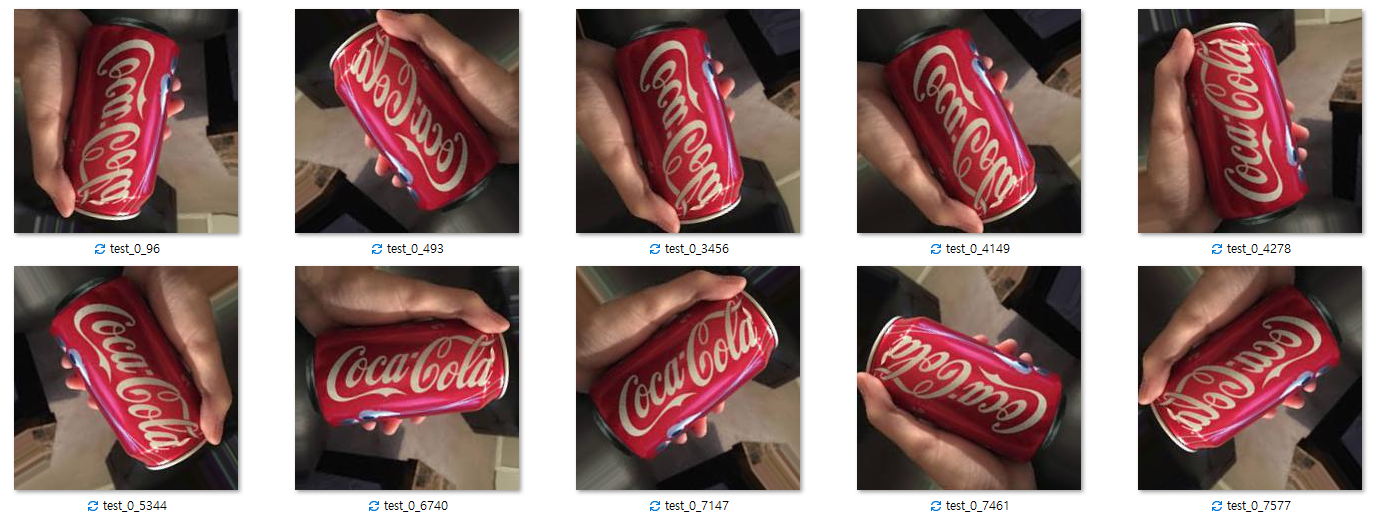 Coca-Cola
Coca-Cola
Coca-Cola
Coca-Cola
Coca-Cola
test_0_96
test_0_493
test_0_3456
test_0_4149
test_0_4278
Coca-Cola
Coca-Cola
Coca-Cola
Coca-Cola
Coca-Cola
test_0_5344
test_0_6740
test_0_7147
test_0_7461
test_0_7577